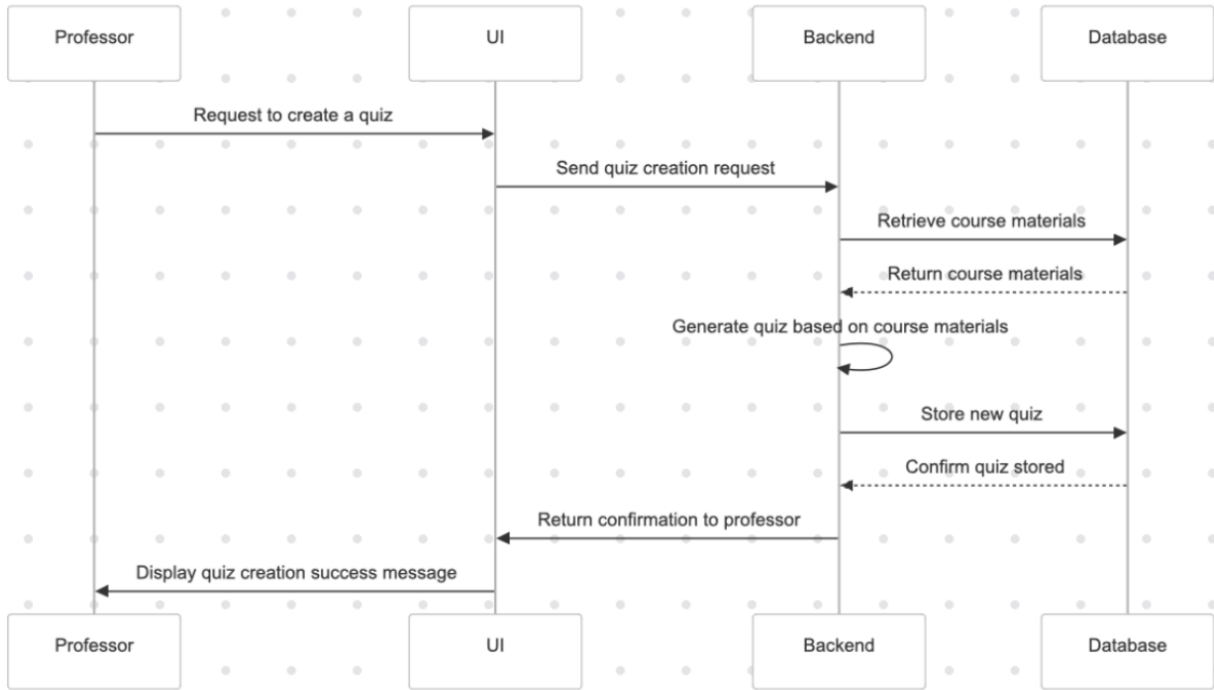 Professor
UI
Backend
Database
Request to create a quiz
Send quiz creation request
Retrieve course materials
Return course materials
Generate quiz based on course materials
Store new quiz
Confirm quiz stored
Return confirmation to professor
Display quiz creation success message
Professor
UI
Backend
Database